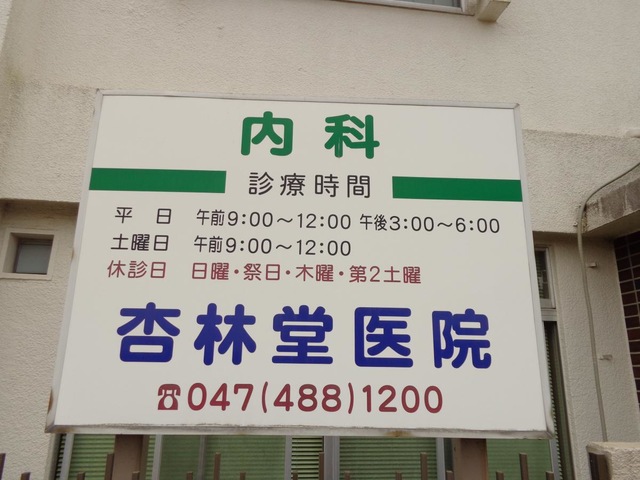 内科
診療時間
平 日 午前9:00～12:00 午後3:00～6:00
土曜日 午前9:00～12:00
休診日 日曜・祭日・木曜・第2土曜
杏林堂医院
☎047(488)1200